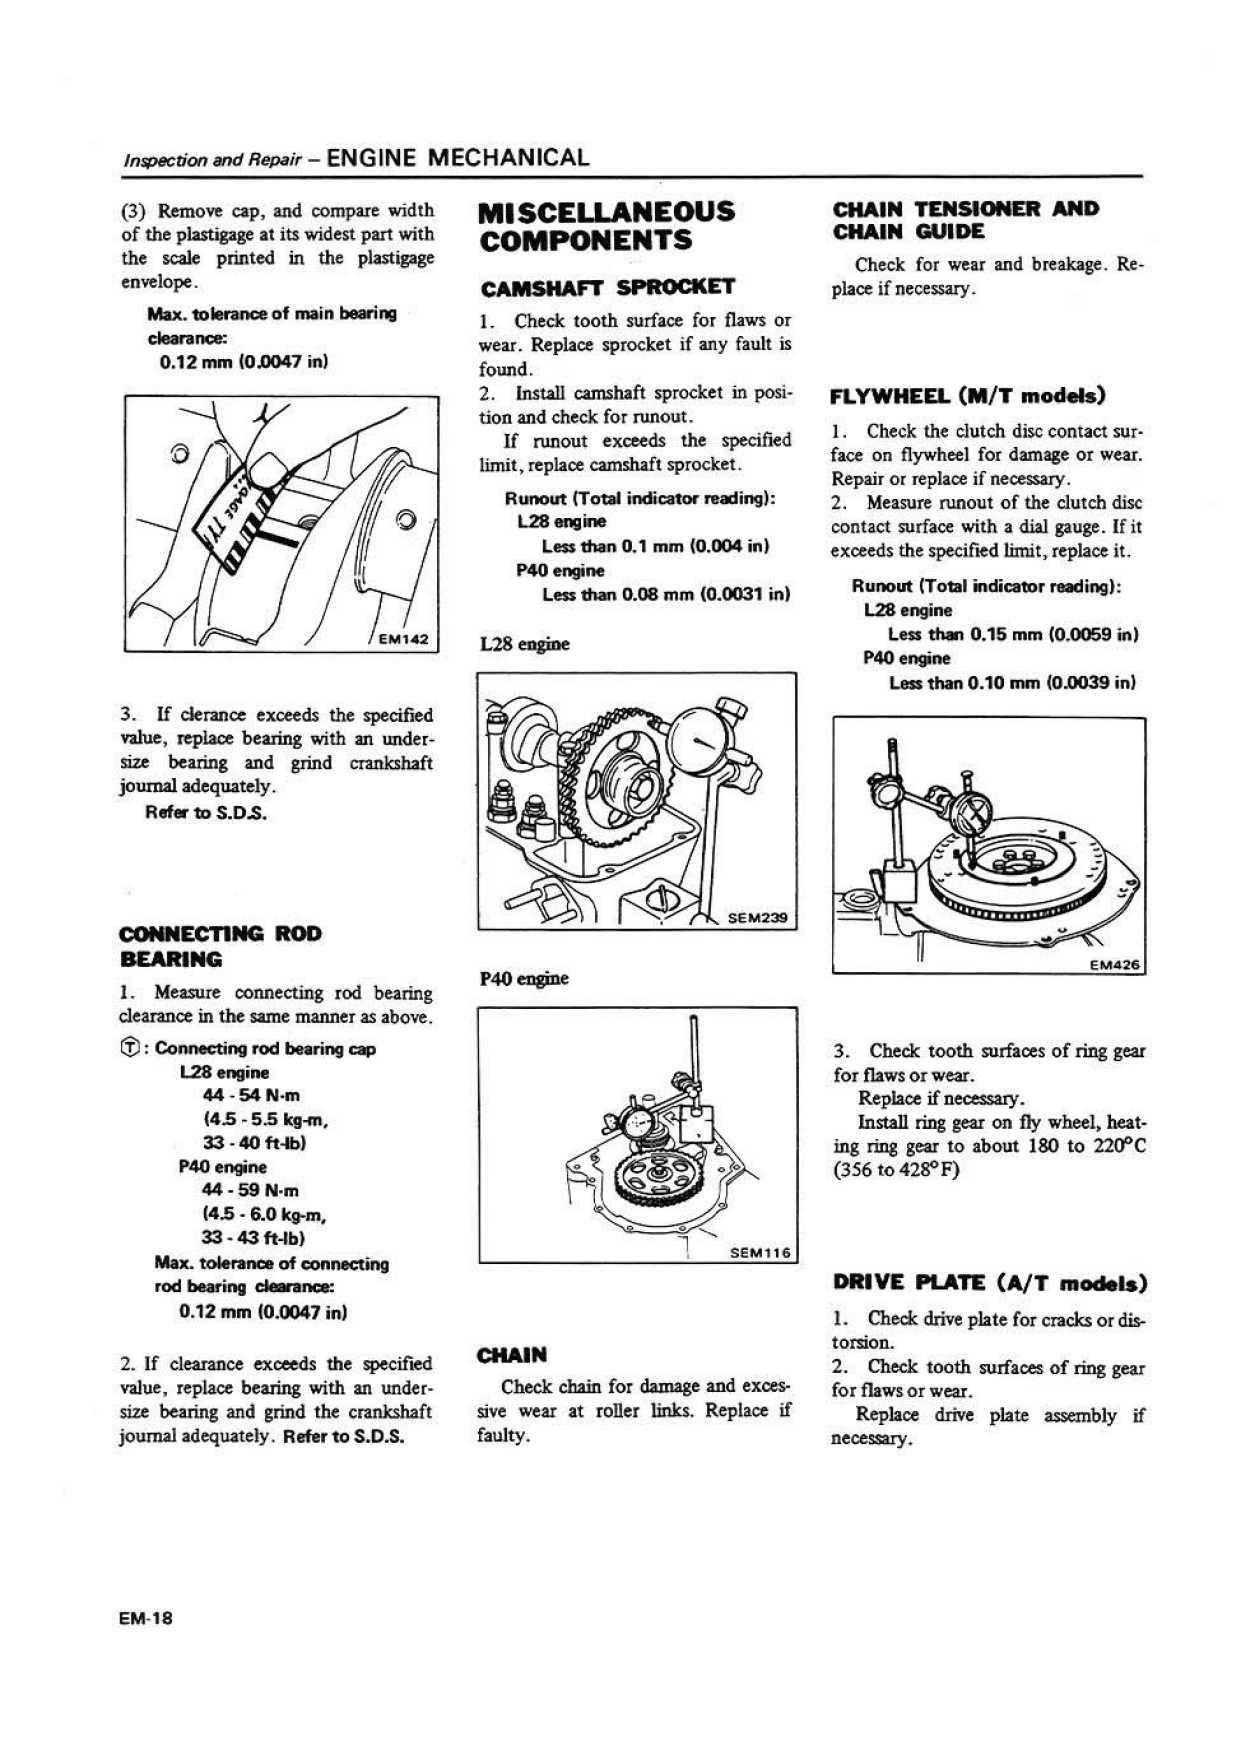 Inspection and Repair – ENGINE MECHANICAL
(3) Remove cap, and compare width
of the plastigage at its widest part with
the scale printed in the plastigage
envelope.
Max. tolerance of main bearing
clearance:
0.12 mm (0.0047 in)
EM142
3. If clerance exceeds the specified
value, replace bearing with an under-
size bearing and grind crankshaft
journal adequately.
Refer to S.D.S.
CONNECTING ROD
BEARING
1. Measure connecting rod bearing
clearance in the same manner as above.
Ⓣ : Connecting rod bearing cap
L28 engine
44 - 54 N·m
(4.5 - 5.5 kg-m,
33 - 40 ft-lb)
P40 engine
44 - 59 N·m
(4.5 - 6.0 kg-m,
33 - 43 ft-lb)
Max. tolerance of connecting
rod bearing clearance:
0.12 mm (0.0047 in)
2. If clearance exceeds the specified
value, replace bearing with an under-
size bearing and grind the crankshaft
journal adequately. Refer to S.D.S.
MISCELLANEOUS
COMPONENTS
CAMSHAFT SPROCKET
1. Check tooth surface for flaws or
wear. Replace sprocket if any fault is
found.
2. Install camshaft sprocket in posi-
tion and check for runout.
If runout exceeds the specified
limit, replace camshaft sprocket.
Runout (Total indicator reading):
L28 engine
Less than 0.1 mm (0.004 in)
P40 engine
Less than 0.08 mm (0.0031 in)
L28 engine
SEM239
P40 engine
SEM116
CHAIN
Check chain for damage and exces-
sive wear at roller links. Replace if
faulty.
CHAIN TENSIONER AND
CHAIN GUIDE
Check for wear and breakage. Re-
place if necessary.
FLYWHEEL (M/T models)
1. Check the clutch disc contact sur-
face on flywheel for damage or wear.
Repair or replace if necessary.
2. Measure runout of the clutch disc
contact surface with a dial gauge. If it
exceeds the specified limit, replace it.
Runout (Total indicator reading):
L28 engine
Less than 0.15 mm (0.0059 in)
P40 engine
Less than 0.10 mm (0.0039 in)
EM426
3. Check tooth surfaces of ring gear
for flaws or wear.
Replace if necessary.
Install ring gear on fly wheel, heat-
ing ring gear to about 180 to 220°C
(356 to 428°F)
DRIVE PLATE (A/T models)
1. Check drive plate for cracks or dis-
torsion.
2. Check tooth surfaces of ring gear
for flaws or wear.
Replace drive plate assembly if
necessary.
EM-18